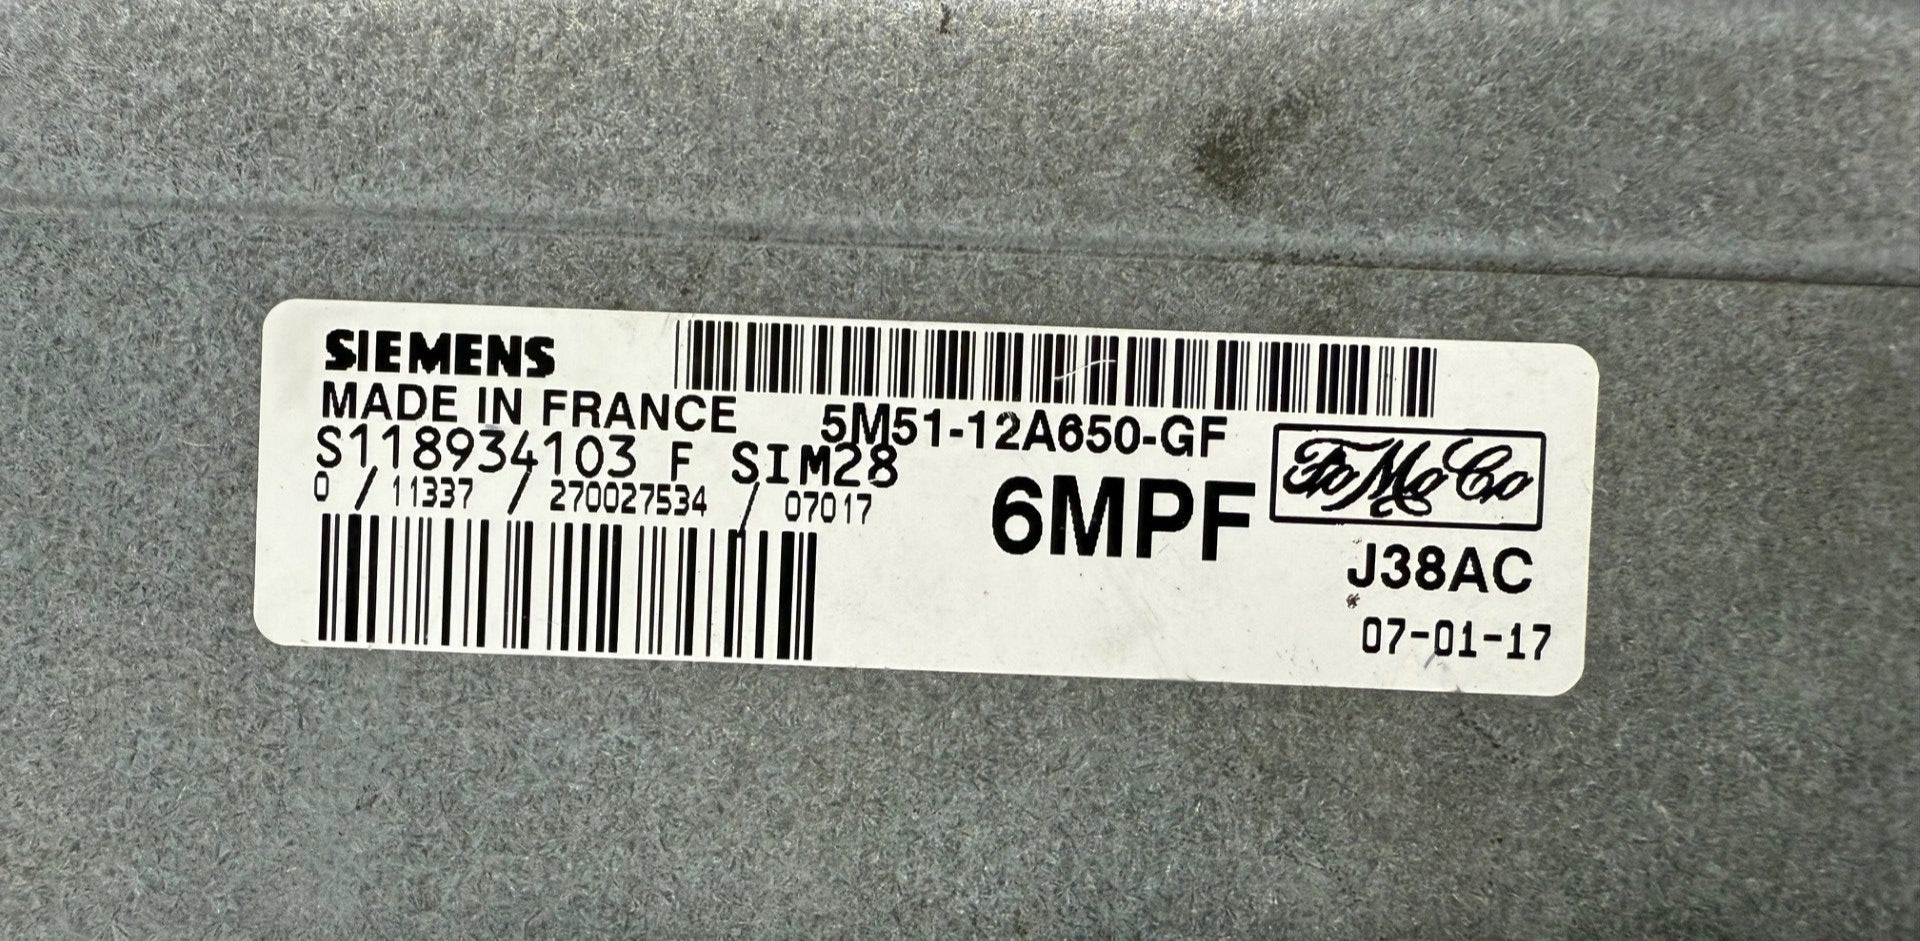 SIEMENS
MADE IN FRANCE
5M51-12A650-GF
S118934103 F SIM28
0 / 11337 / 270027534 / 07017
6MPF
FoMoCo
J38AC
07-01-17